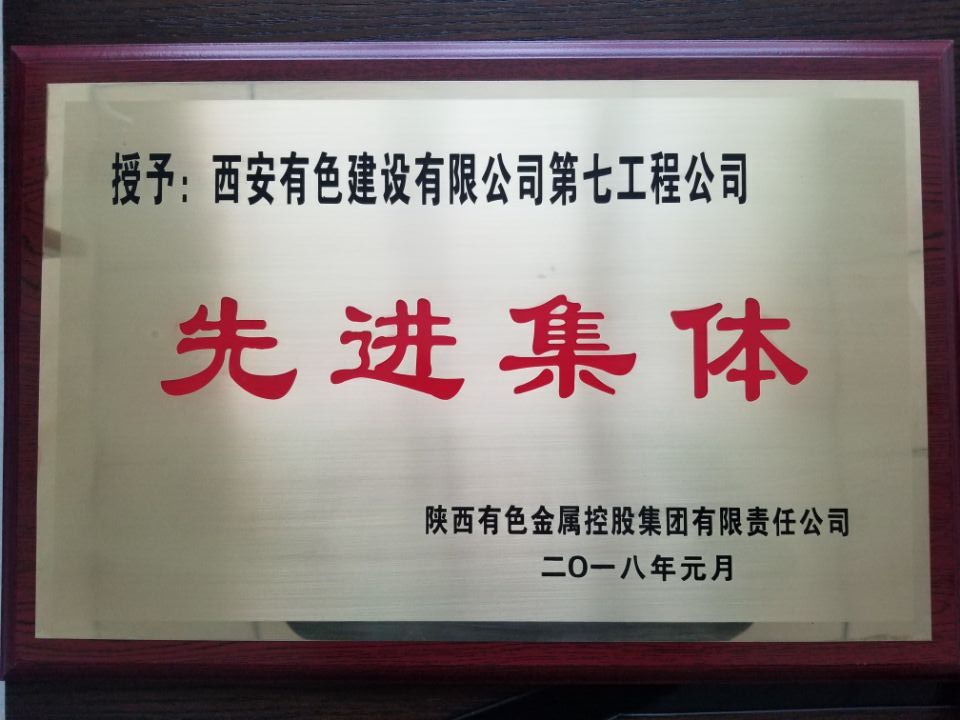 授予：西安有色建设有限公司第七工程公司
先进集体
陕西有色金属控股集团有限责任公司
二O一八年元月